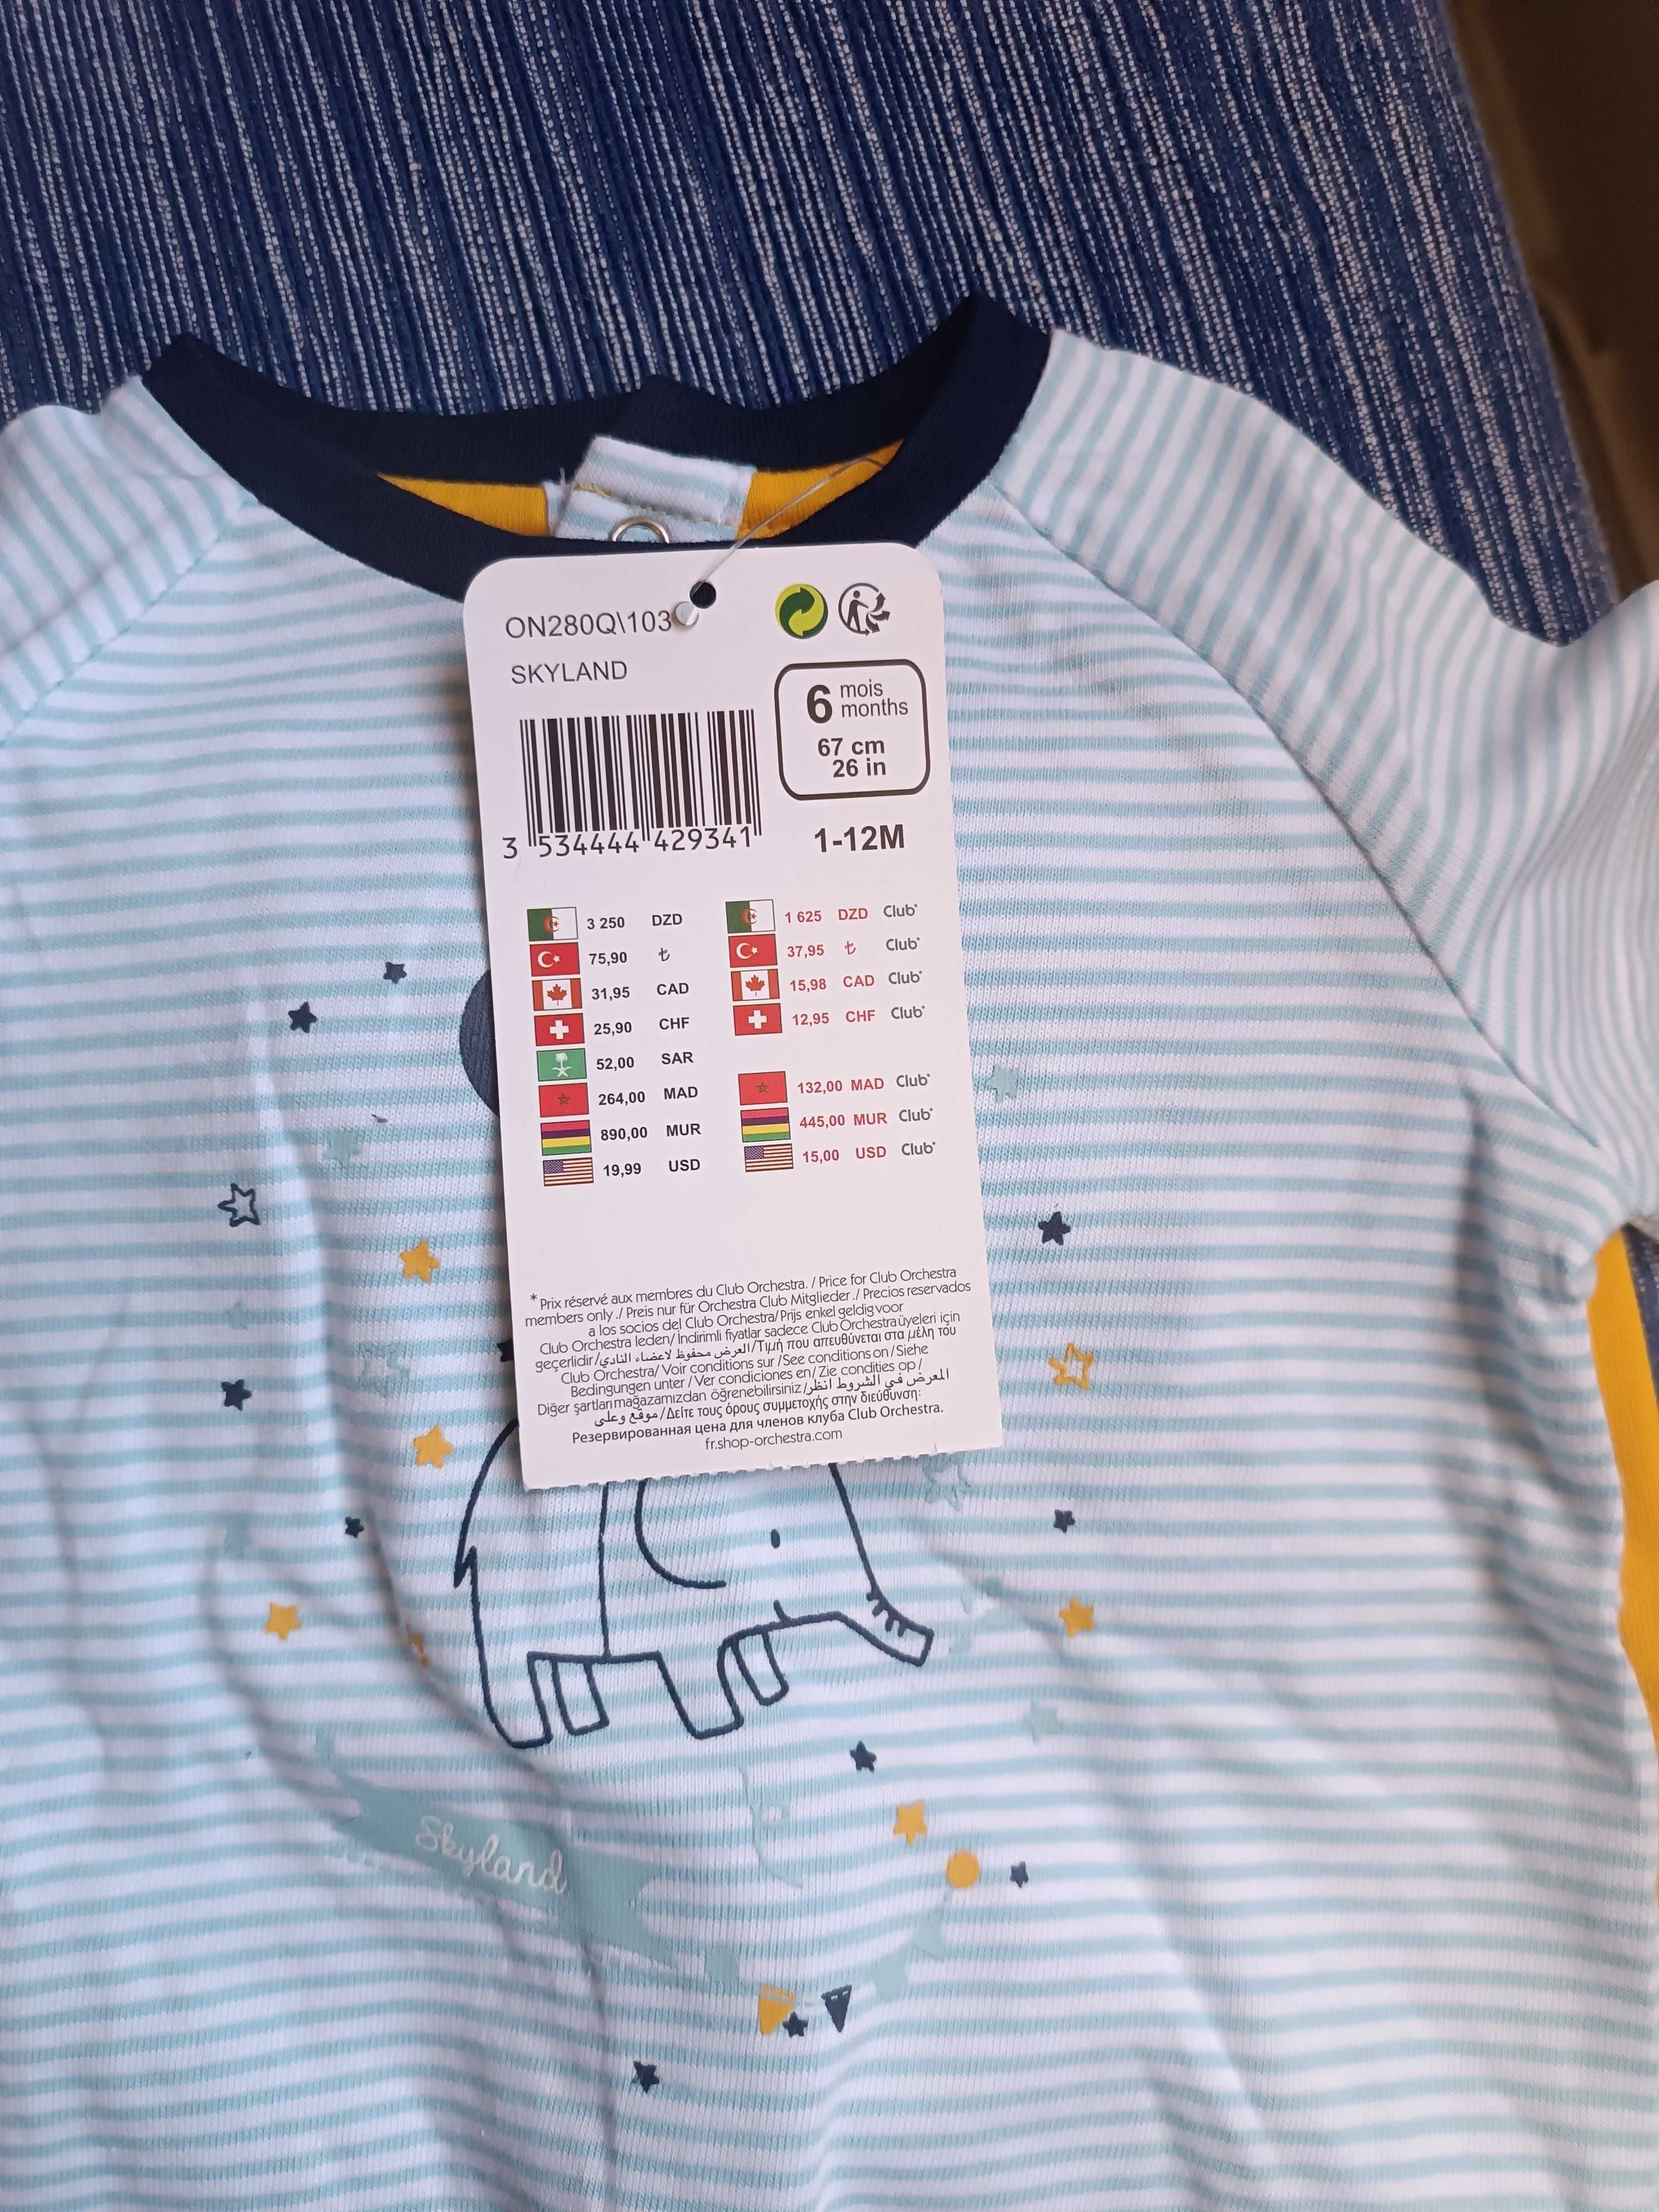 ON280Q\103
SKYLAND
6 mois
months
67 cm
26 in
3 534444 429341
1-12M
3 250 DZD 1 625 DZD Club*
75,90 ₺ 37,95 ₺ Club*
31,95 CAD 15,98 CAD Club*
25,90 CHF 12,95 CHF Club*
52,00 SAR
264,00 MAD 132,00 MAD Club*
890,00 MUR 445,00 MUR Club*
19,99 USD 15,00 USD Club*
* Prix réservé aux membres du Club Orchestra. / Price for Club Orchestra
members only ./ Preis nur für Orchestra Club Mitglieder ./ Precios reservados
a los socios del Club Orchestra/ Prijs enkel geldig voor
Club Orchestra leden/ İndirimli fiyatlar sadece Club Orchestra üyeleri için
geçerlidir/العرض محفوظ لاعضاء النادي/Τιμή που απευθύνεται στα μέλη του
Club Orchestra/ Voir conditions sur /See conditions on/Siehe
Bedingungen unter /Ver condiciones en/ Zie condities op/
Diğer şartları mağazamızdan öğrenebilirsiniz/المعرض في الشروط انظر
موقع وعلى/Δείτε τους όρους συμμετοχής στην διεύθυνση:
Резервированная цена для членов клуба Club Orchestra.
fr.shop-orchestra.com
Skyland